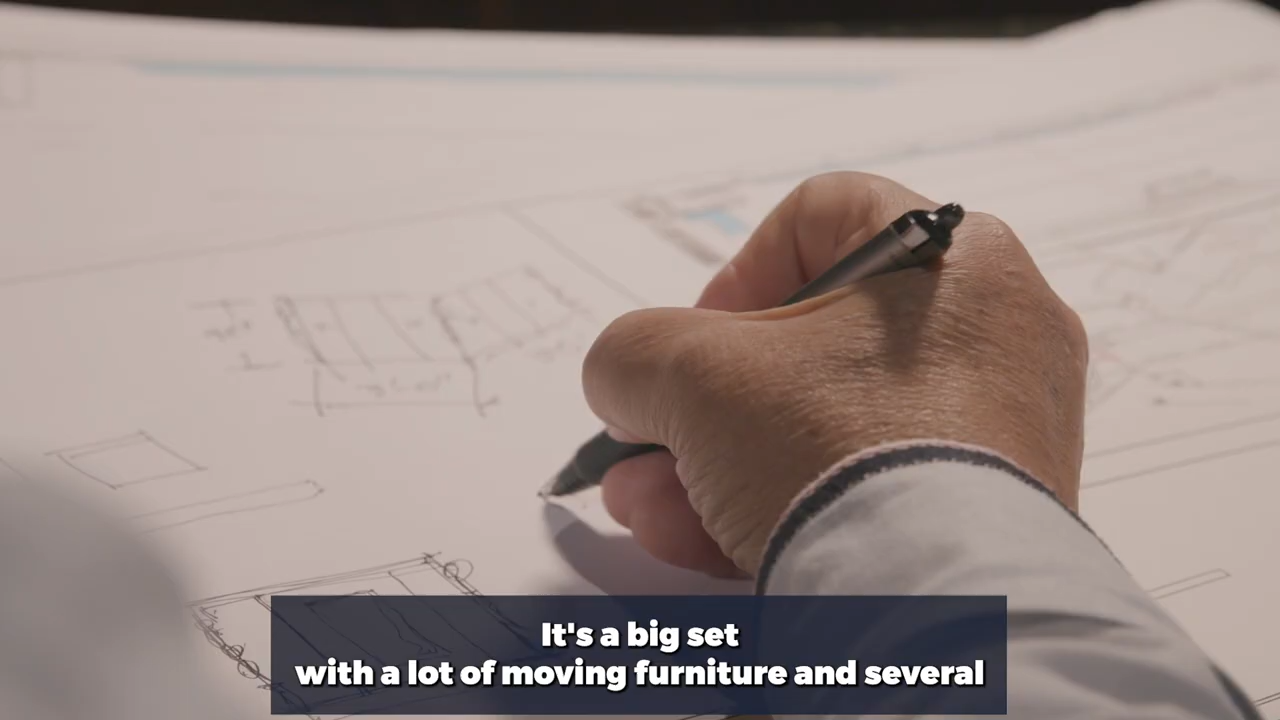 It's a big set
with a lot of moving furniture and several